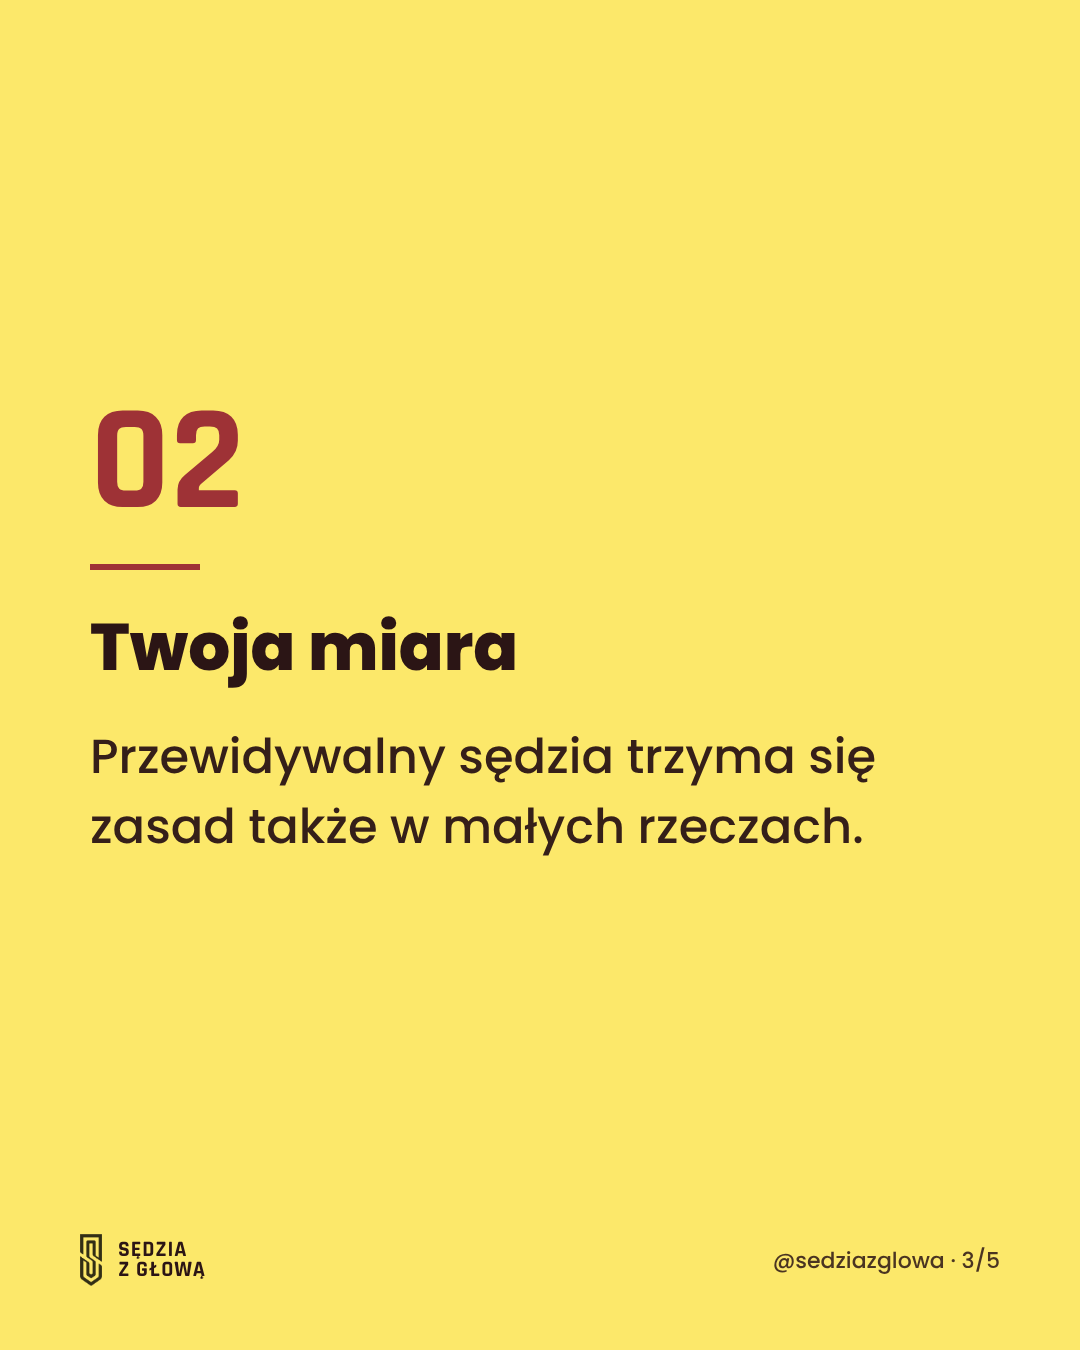 02
Twoja miara
Przewidywalny sędzia trzyma się
zasad także w małych rzeczach.
SĘDZIA
Z GŁOWĄ
@sedziazglowa · 3/5